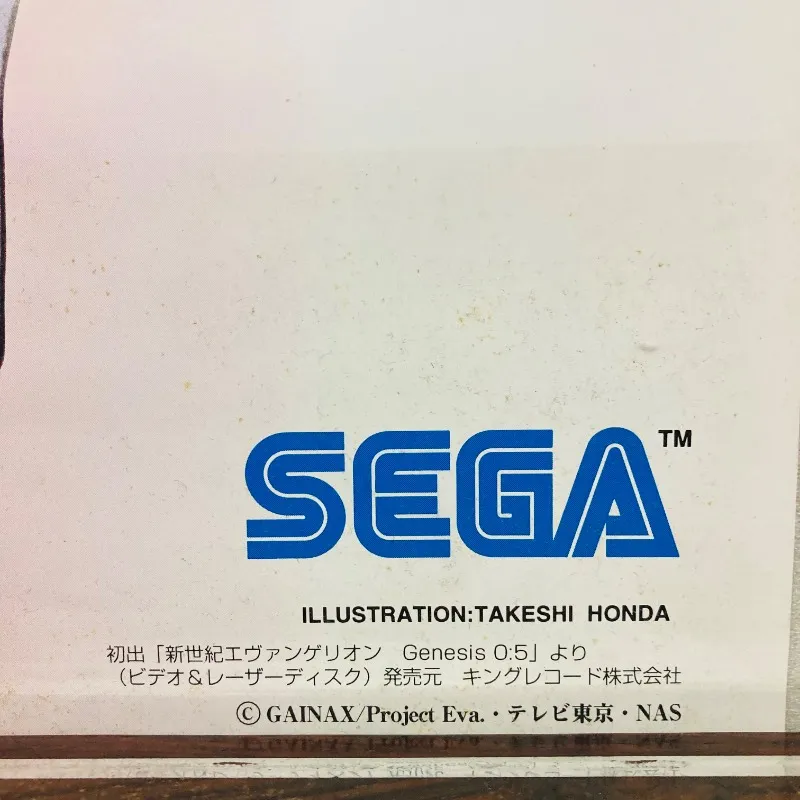 SEGA™
ILLUSTRATION:TAKESHI HONDA
初出「新世紀エヴァンゲリオン　Genesis 0:5」より
（ビデオ＆レーザーディスク）発売元　キングレコード株式会社
© GAINAX/Project Eva.・テレビ東京・NAS